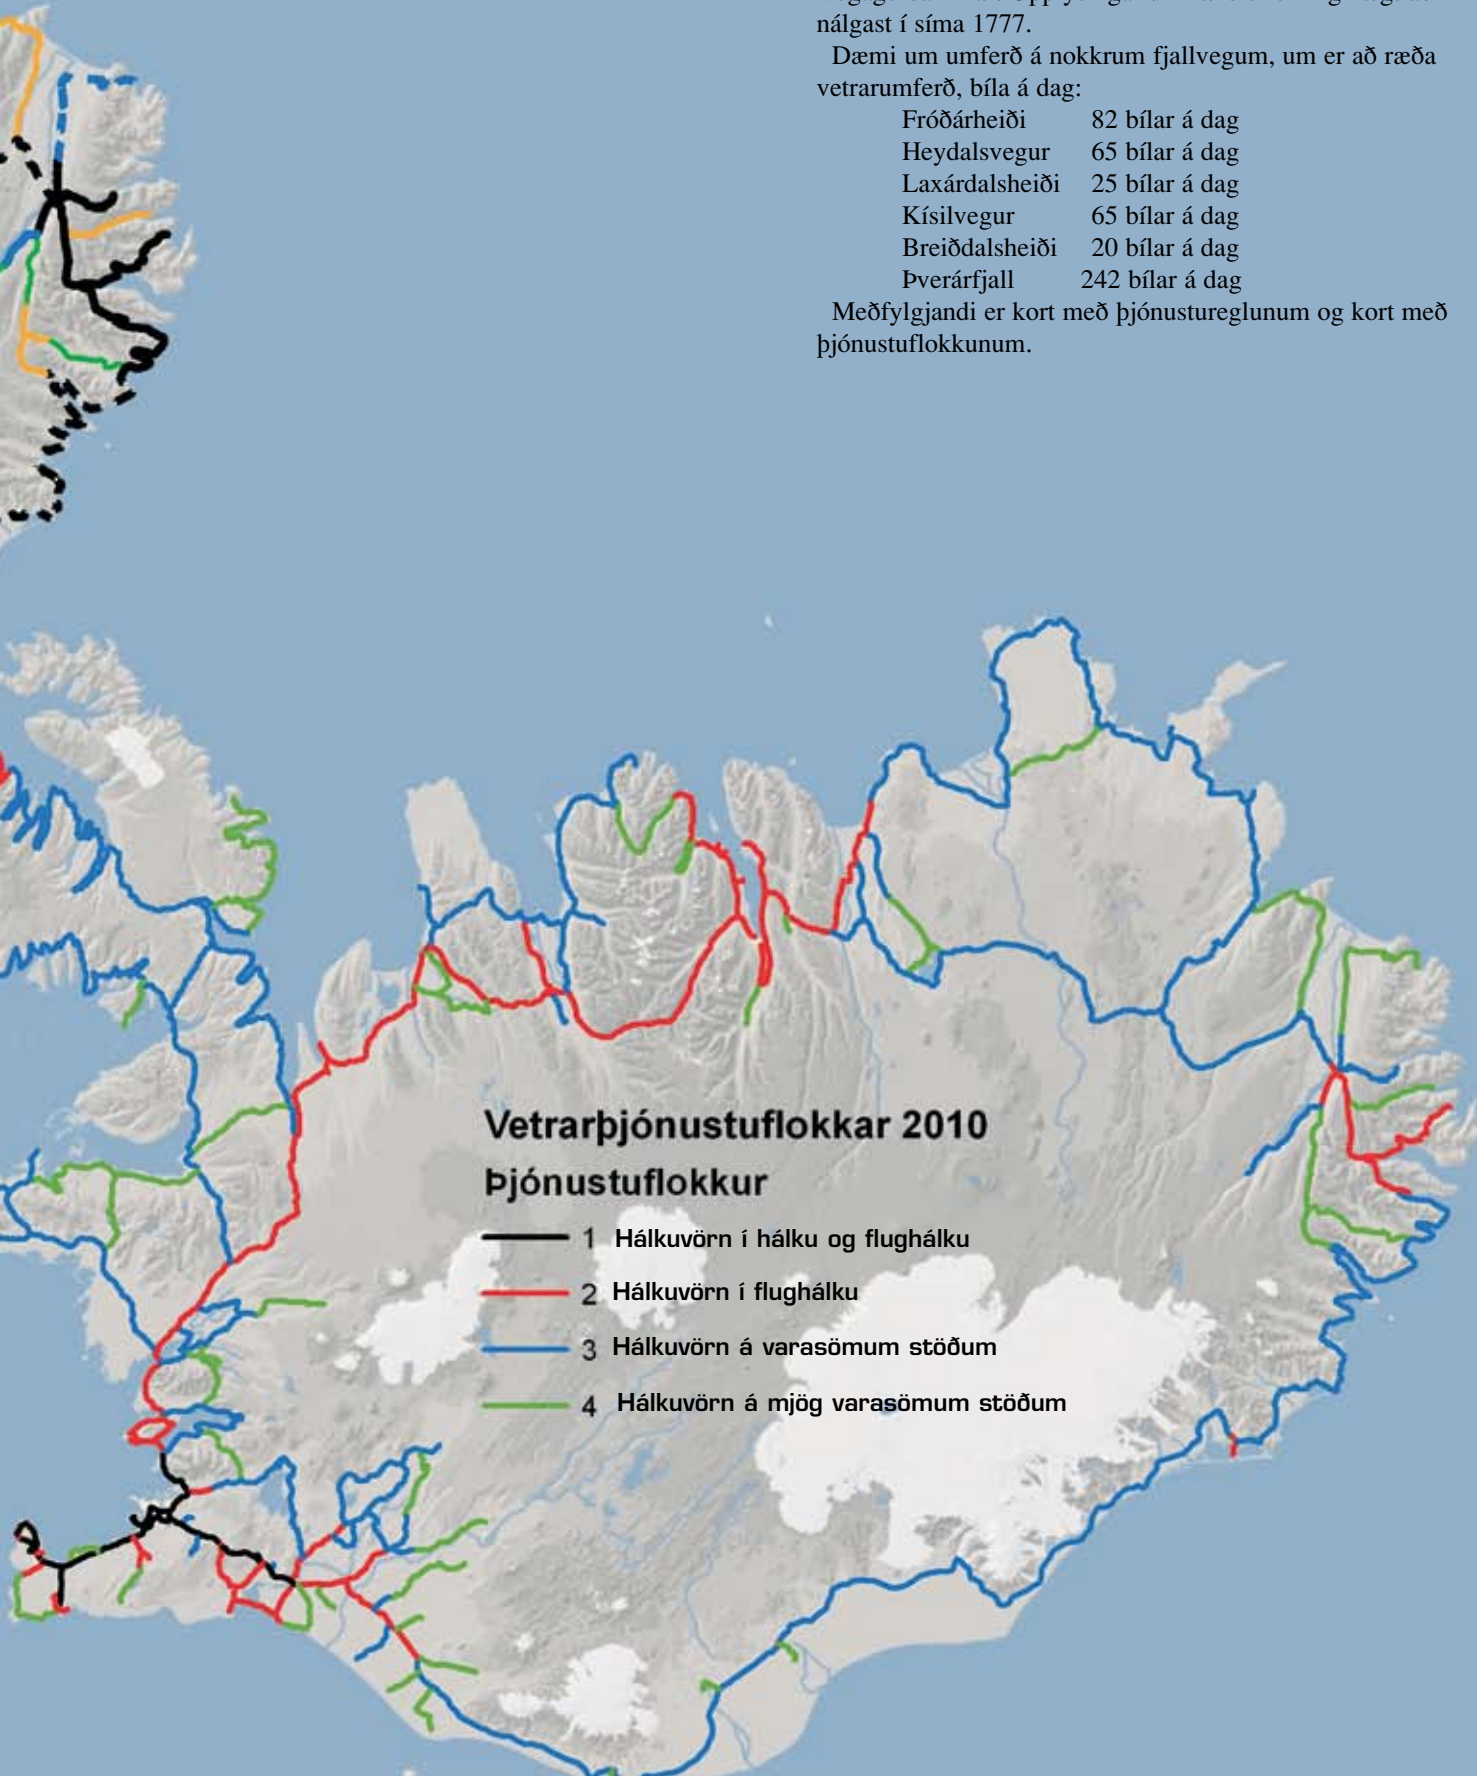 nálgast í síma 1777.
Dæmi um umferð á nokkrum fjallvegum, um er að ræða
vetrarumferð, bíla á dag:
Fróðárheiði 82 bílar á dag
Heydalsvegur 65 bílar á dag
Laxárdalsheiði 25 bílar á dag
Kísilvegur 65 bílar á dag
Breiðdalsheiði 20 bílar á dag
Þverárfjall 242 bílar á dag
Meðfylgjandi er kort með þjónustureglunum og kort með
þjónustuflokkunum.
Vetrarþjónustuflokkar 2010
Þjónustuflokkur
1 Hálkuvörn í hálku og flughálku
2 Hálkuvörn í flughálku
3 Hálkuvörn á varasömum stöðum
4 Hálkuvörn á mjög varasömum stöðum